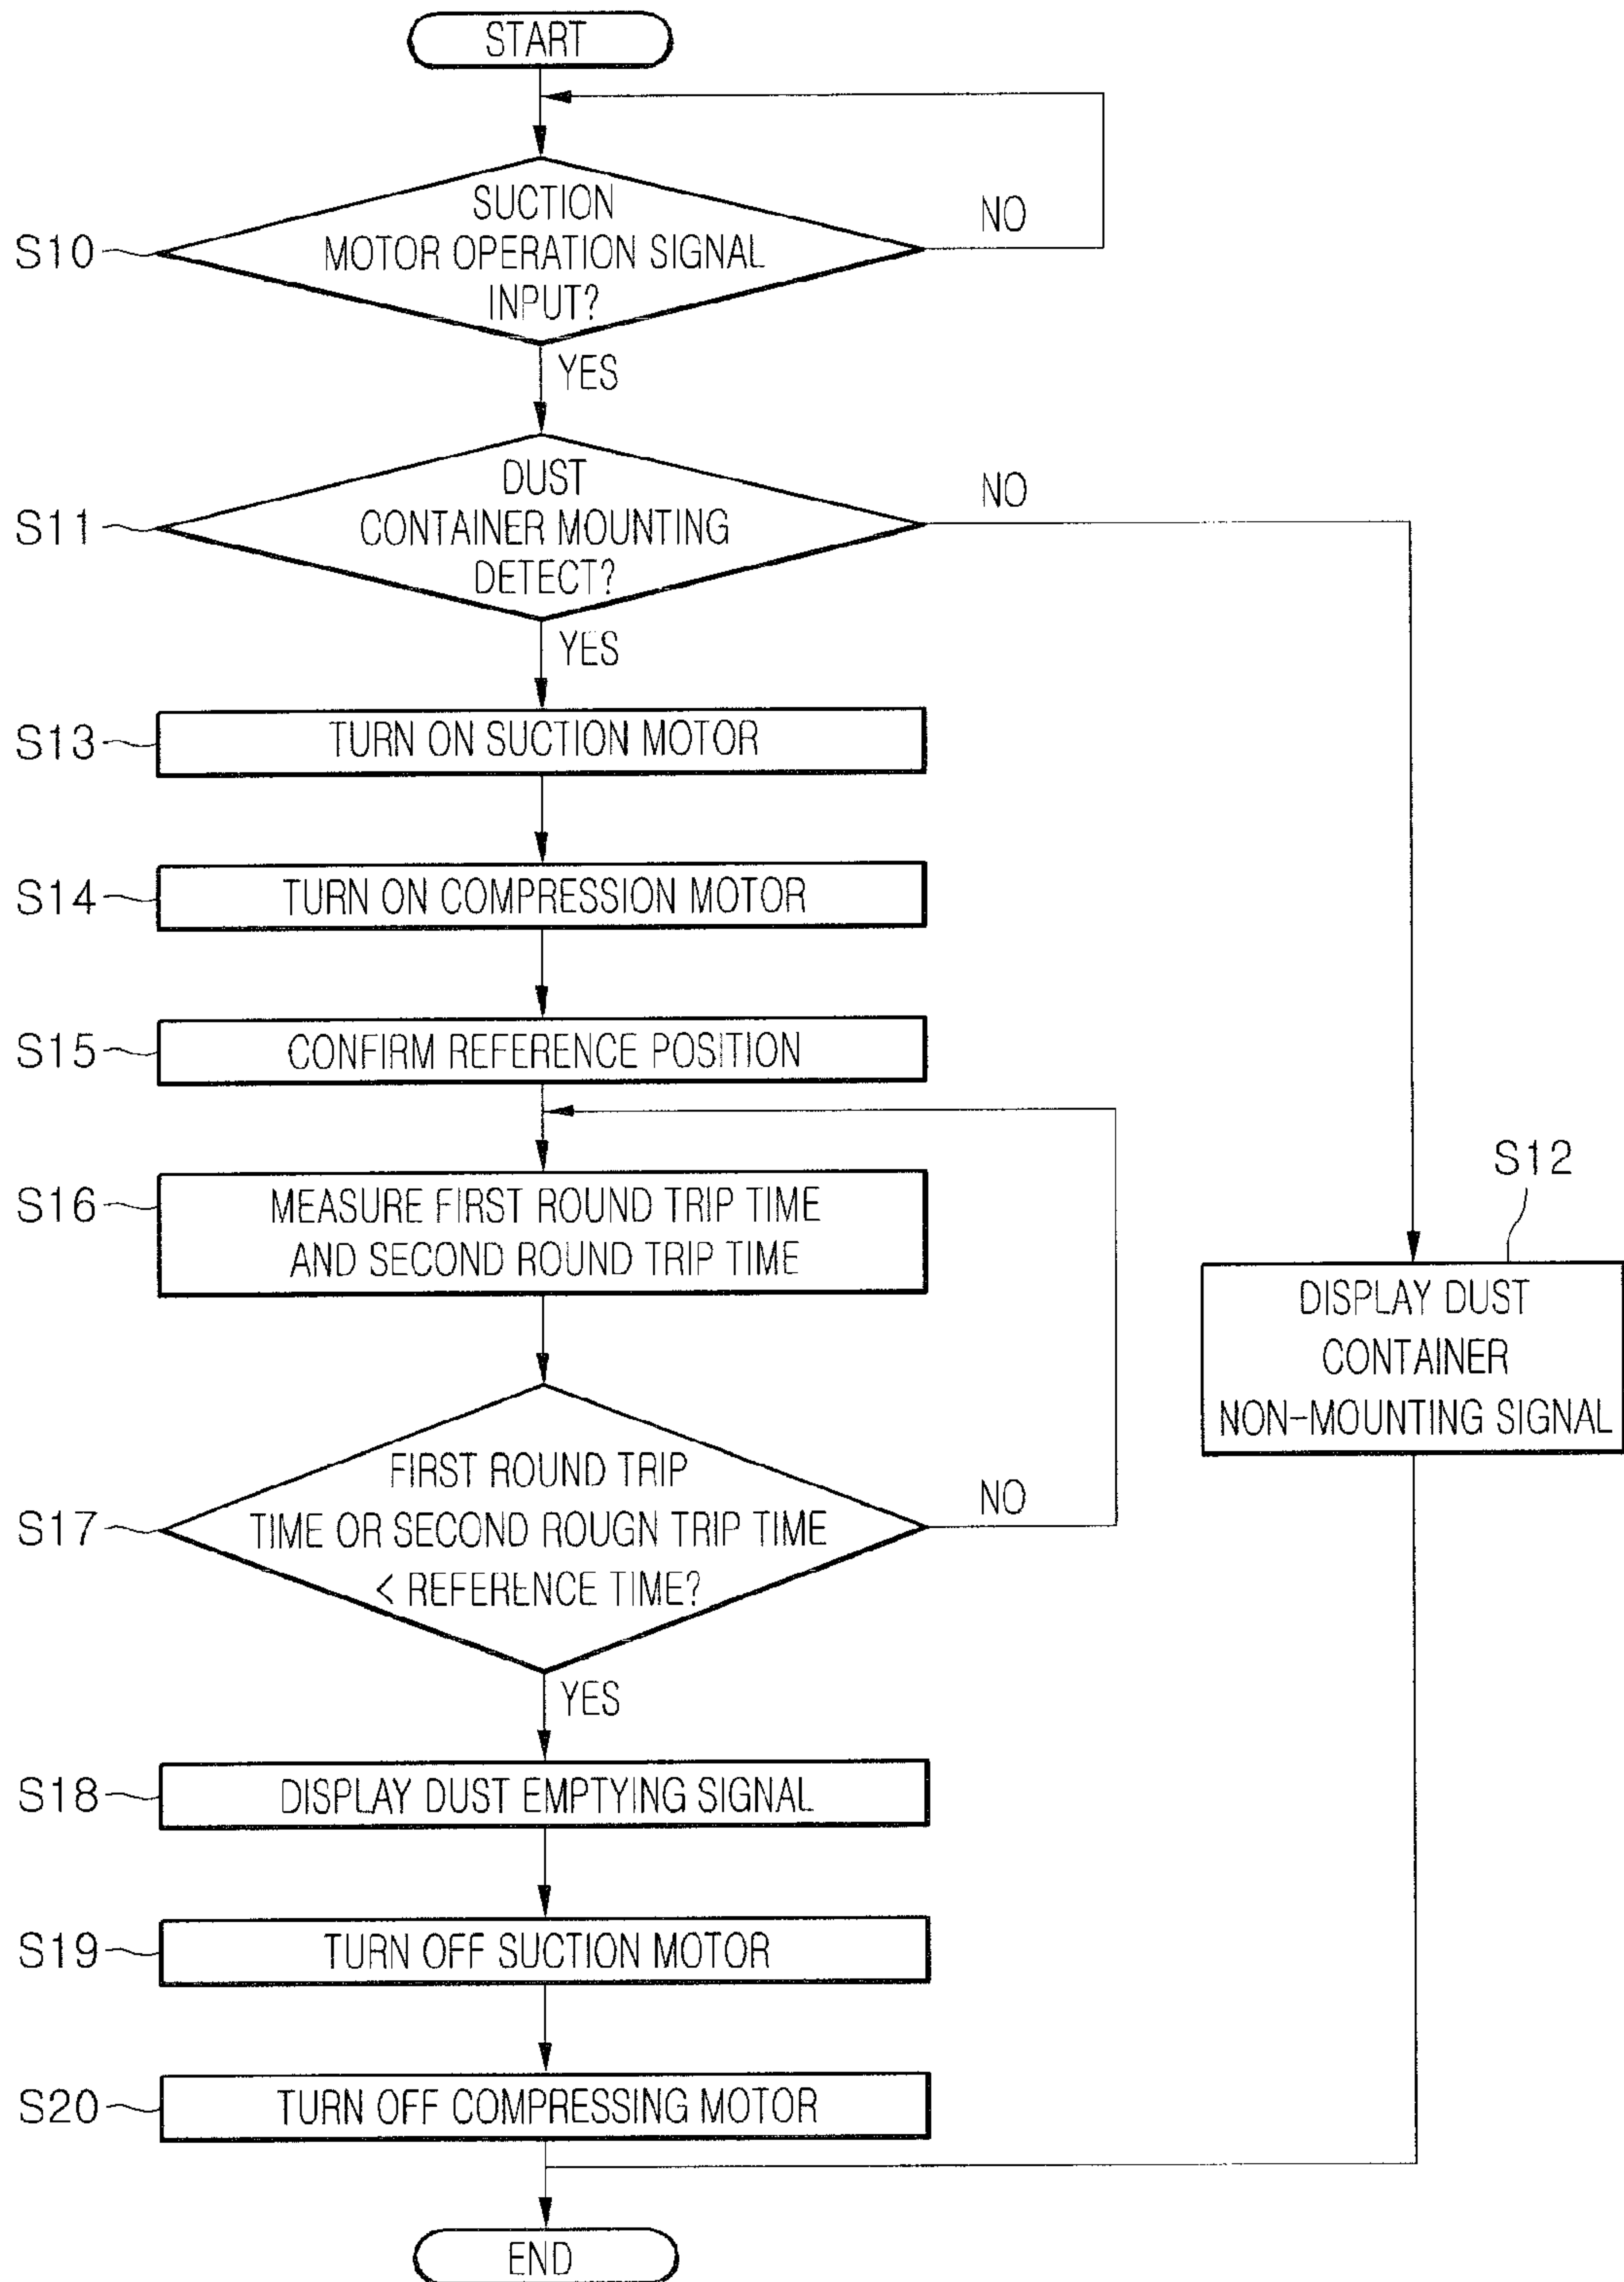 START
SUCTION
MOTOR OPERATION SIGNAL
INPUT?
S10
NO
YES
DUST
CONTAINER MOUNTING
DETECT?
S11
NO
YES
S13
TURN ON SUCTION MOTOR
S14
TURN ON COMPRESSION MOTOR
S15
CONFIRM REFERENCE POSITION
S16
MEASURE FIRST ROUND TRIP TIME
AND SECOND ROUND TRIP TIME
S12
DISPLAY DUST
CONTAINER
NON-MOUNTING SIGNAL
FIRST ROUND TRIP
TIME OR SECOND ROUGN TRIP TIME
< REFERENCE TIME?
S17
NO
YES
S18
DISPLAY DUST EMPTYING SIGNAL
S19
TURN OFF SUCTION MOTOR
S20
TURN OFF COMPRESSING MOTOR
END